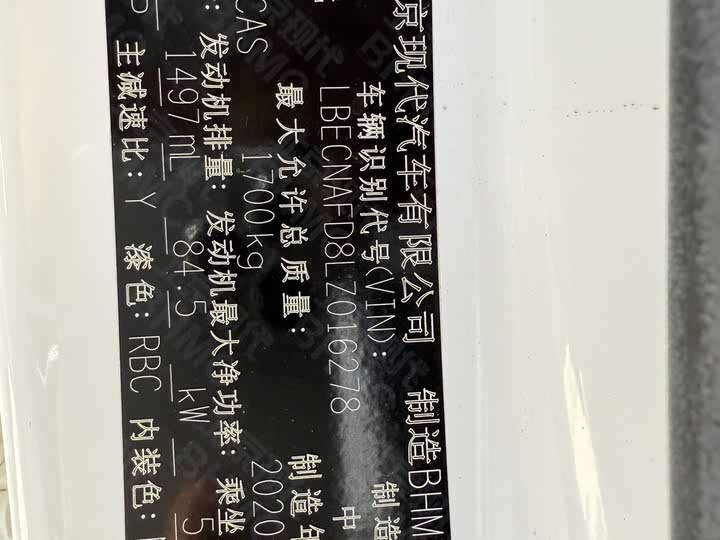 京现代汽车有限公司 制造BHM
车辆识别代号(VIN): 制造
LBECNAFD8LZ016278 中
最大允许总质量: 制造年
1700kg 2020
CAS
发动机排量: 发动机最大净功率: 乘坐
1497mL 84.5 kW 5
主减速比: Y 漆色: RBC 内装色: